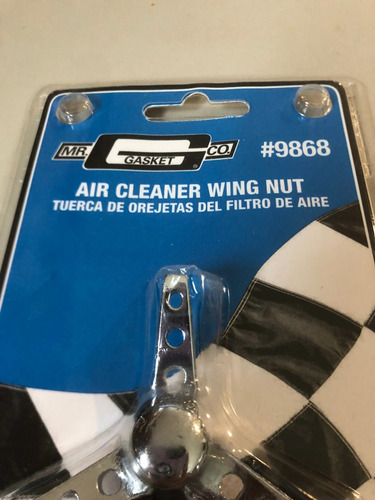 MR. GASKET CO. #9868
AIR CLEANER WING NUT
TUERCA DE OREJETAS DEL FILTRO DE AIRE